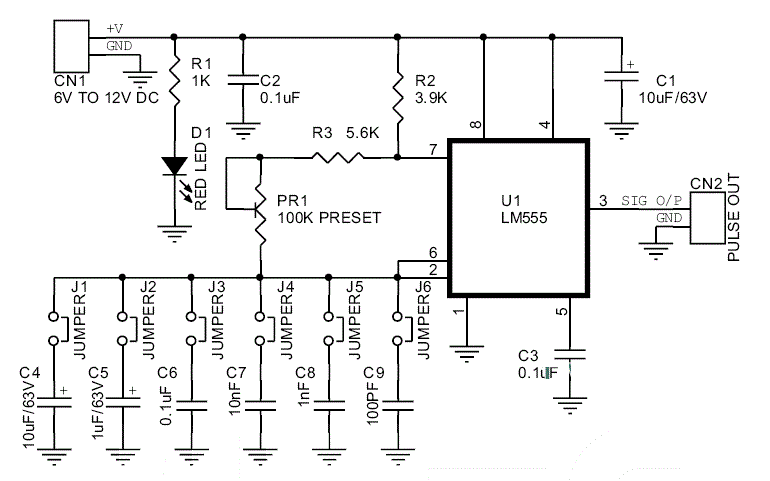 +V
GND
CN1
6V TO 12V DC
R1
1K
C2
0.1uF
R2
3.9K
+
C1
10uF/63V
D1
RED LED
R3 5.6K
7
8
4
PR1
100K PRESET
U1
LM555
3
SIG O/P
GND
CN2
PULSE OUT
6
2
1
5
J1
JUMPER
J2
JUMPER
J3
JUMPER
J4
JUMPER
J5
JUMPER
J6
JUMPER
C3
0.1uF
C4
+
10uF/63V
C5
+
1uF/63V
C6
0.1uF
C7
10nF
C8
1nF
C9
100PF